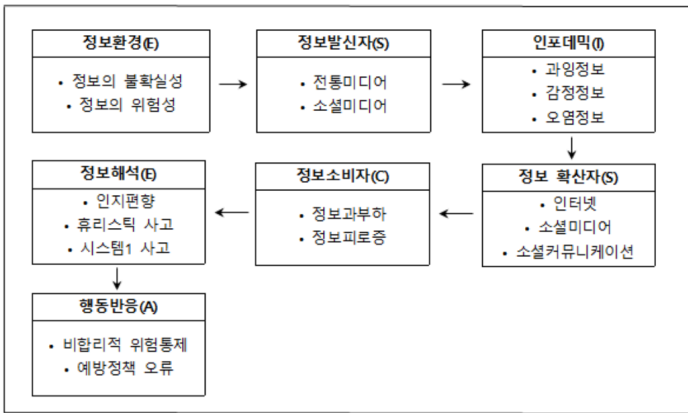 정보환경(E)
• 정보의 불확실성
• 정보의 위험성
정보발신자(S)
• 전통미디어
• 소셜미디어
인포데믹(I)
• 과잉정보
• 감정정보
• 오염정보
정보 확산자(S)
• 인터넷
• 소셜미디어
• 소셜커뮤니케이션
정보소비자(C)
• 정보과부하
• 정보피로증
정보해석(E)
• 인지편향
• 휴리스틱 사고
• 시스템1 사고
행동반응(A)
• 비합리적 위험통제
• 예방정책 오류